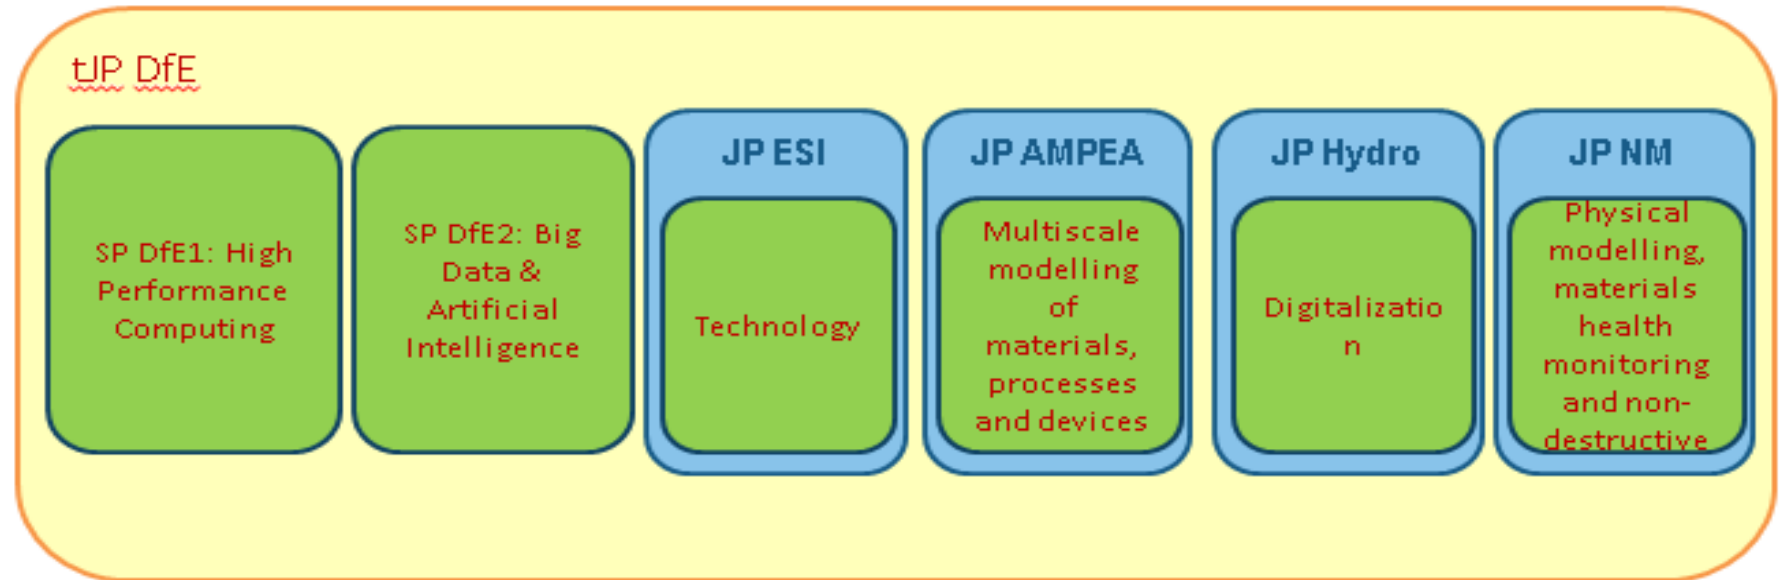 tJP DfE
SP DfE1: High
Performance
Computing
SP DfE2: Big
Data &
Artificial
Intelligence
JP ESI
Technology
JP AMPEA
Multiscale
modelling
of
materials,
processes
and devices
JP Hydro
Digitalizatio
n
JP NM
Physical
modelling,
materials
health
monitoring
and non-
destructive